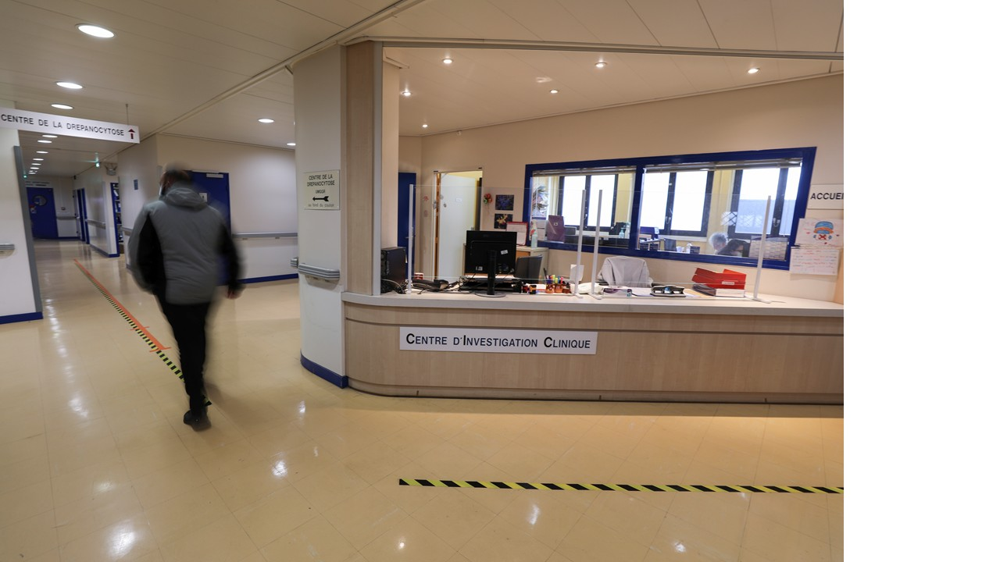 CENTRE DE LA DREPANOCYTOSE
CENTRE DE LA
DREPANOCYTOSE
ACCUEI
CENTRE D'INVESTIGATION CLINIQUE